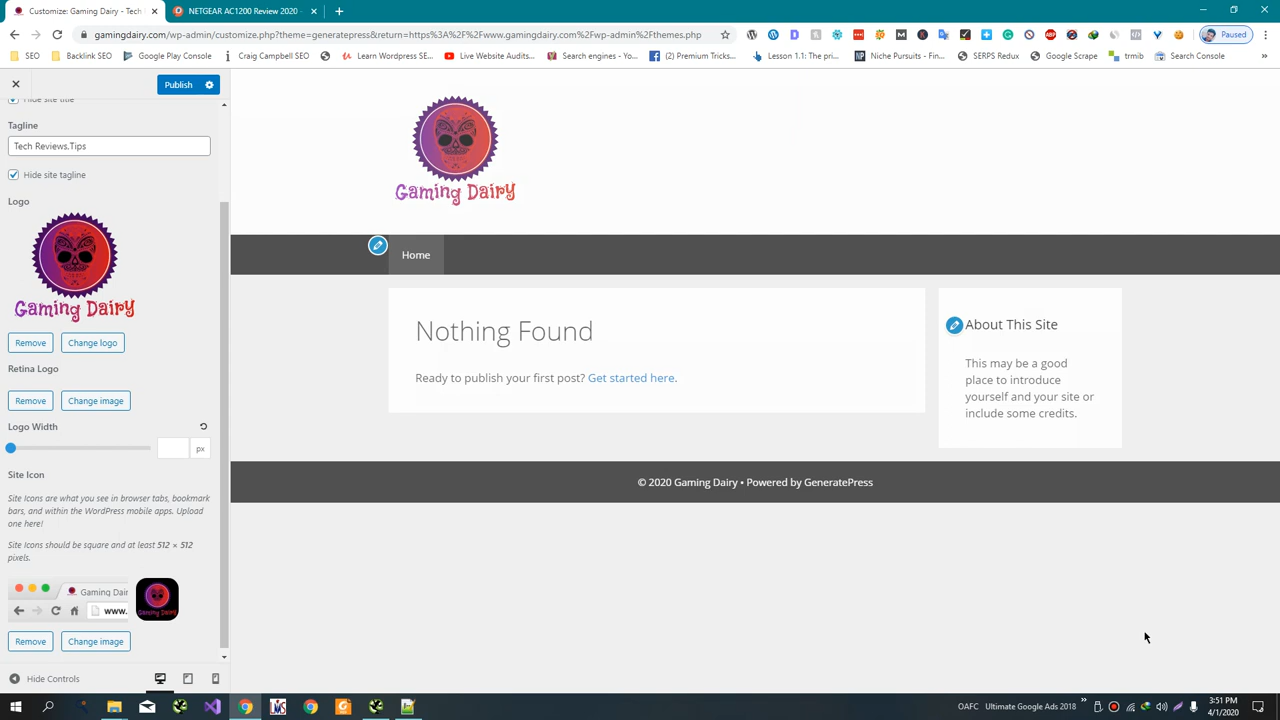 Customize: Gaming Dairy - Tech
NETGEAR AC1200 Review 2020 -
gamingdairy.com/wp-admin/customize.php?theme=generatepress&return=https%3A%2F%2Fwww.gamingdairy.com%2Fwp-admin%2Fthemes.php
Paused
SEO
Backlink SEO
Google Play Console
Craig Campbell SEO
Learn Wordpress SE...
Live Website Audits...
Search engines - Yo...
(2) Premium Tricks...
Lesson 1.1: The pri...
Niche Pursuits - Fin...
SERPS Redux
Google Scrape
trmib
Search Console
Publish
Hide site title
Tagline
Tech Reviews,Tips
Hide site tagline
Logo
Gaming Dairy
Remove
Change logo
Retina Logo
Remove
Change image
Logo Width
px
Site Icon
Site Icons are what you see in browser tabs, bookmark
bars, and within the WordPress mobile apps. Upload
one here!
Site Icons should be square and at least 512 × 512
pixels.
Gaming Dair
www.
Gaming Dairy
Remove
Change image
Hide Controls
Gaming Dairy
Home
Nothing Found
Ready to publish your first post? Get started here.
About This Site
This may be a good
place to introduce
yourself and your site or
include some credits.
© 2020 Gaming Dairy • Powered by GeneratePress
OAFC
Ultimate Google Ads 2018
3:51 PM
4/1/2020